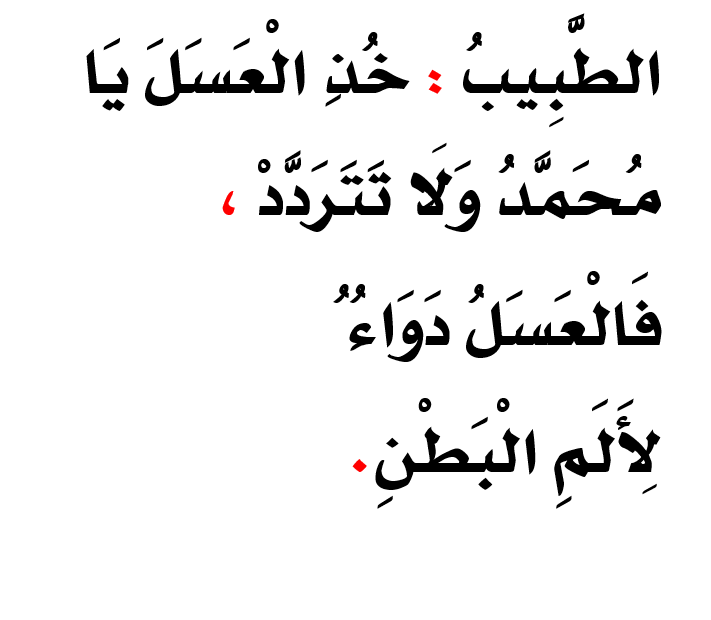 الطَّبِيبُ : خُذِ الْعَسَلَ يَا
مُحَمَّدُ وَلَا تَتَرَدَّدْ ،
فَالْعَسَلُ دَوَاءٌ
لِأَلَمِ الْبَطْنِ.